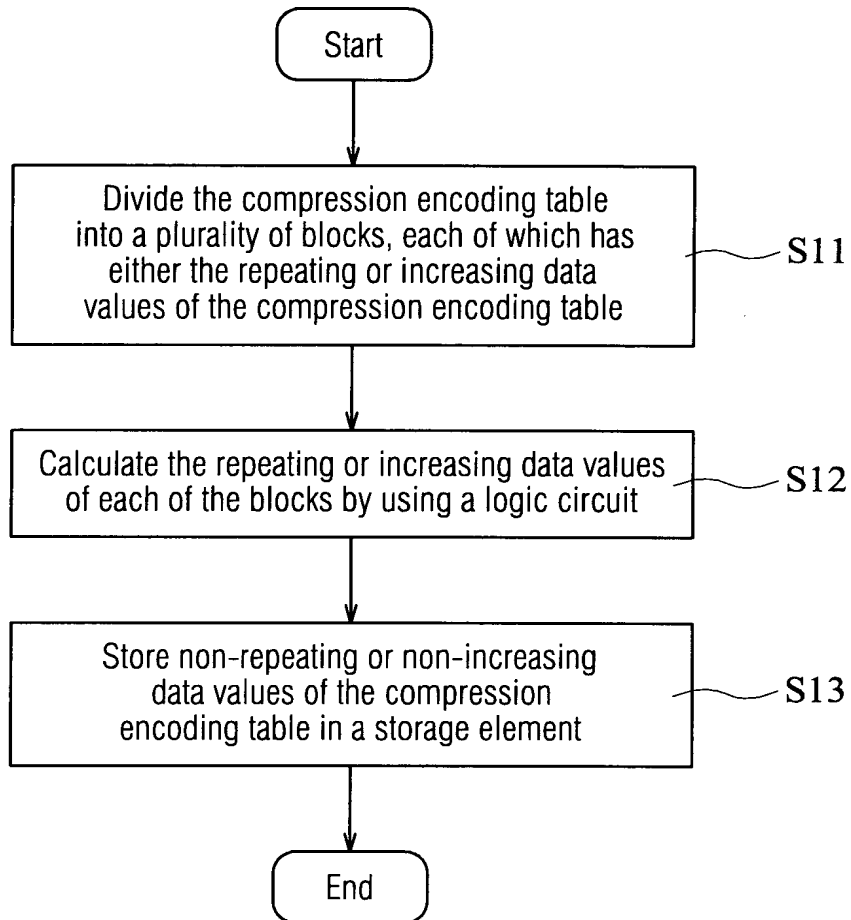 Start
Divide the compression encoding table
into a plurality of blocks, each of which has
either the repeating or increasing data
values of the compression encoding table
S11
Calculate the repeating or increasing data values
of each of the blocks by using a logic circuit
S12
Store non-repeating or non-increasing
data values of the compression
encoding table in a storage element
S13
End